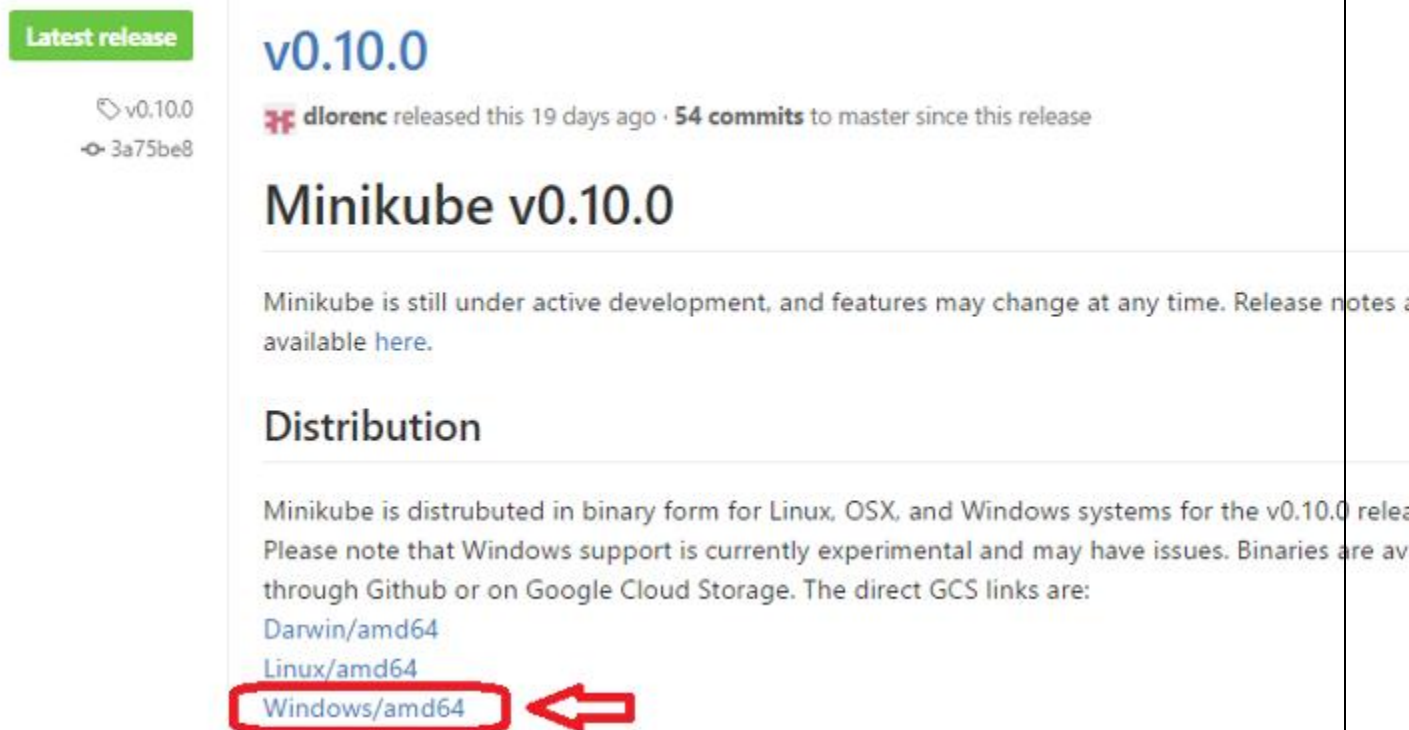 Latest release
v0.10.0
3a75be8
v0.10.0
dlorenc released this 19 days ago · 54 commits to master since this release
Minikube v0.10.0
Minikube is still under active development, and features may change at any time. Release notes a
available here.
Distribution
Minikube is distrubuted in binary form for Linux, OSX, and Windows systems for the v0.10.0 relea
Please note that Windows support is currently experimental and may have issues. Binaries are av
through Github or on Google Cloud Storage. The direct GCS links are:
Darwin/amd64
Linux/amd64
Windows/amd64